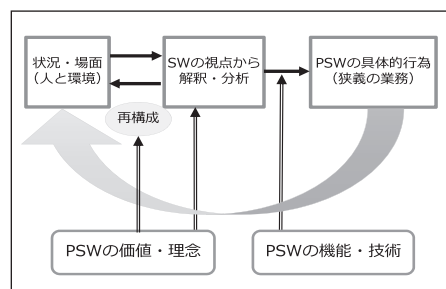 状況・場面
（人と環境）
SWの視点から
解釈・分析
PSWの具体的行為
（狭義の業務）
再構成
PSWの価値・理念
PSWの機能・技術